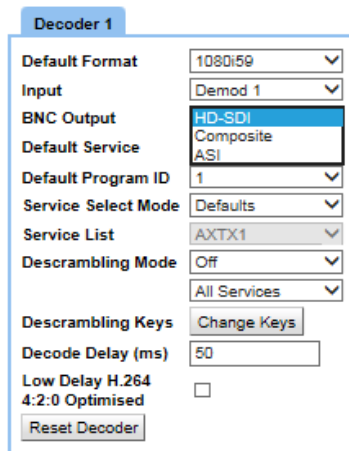 Decoder 1
Default Format 1080i59
Input Demod 1
BNC Output HD-SDI
Composite
Default Service ASI
Default Program ID 1
Service Select Mode Defaults
Service List AXTX1
Descrambling Mode Off
All Services
Descrambling Keys Change Keys
Decode Delay (ms) 50
Low Delay H.264
4:2:0 Optimised
Reset Decoder